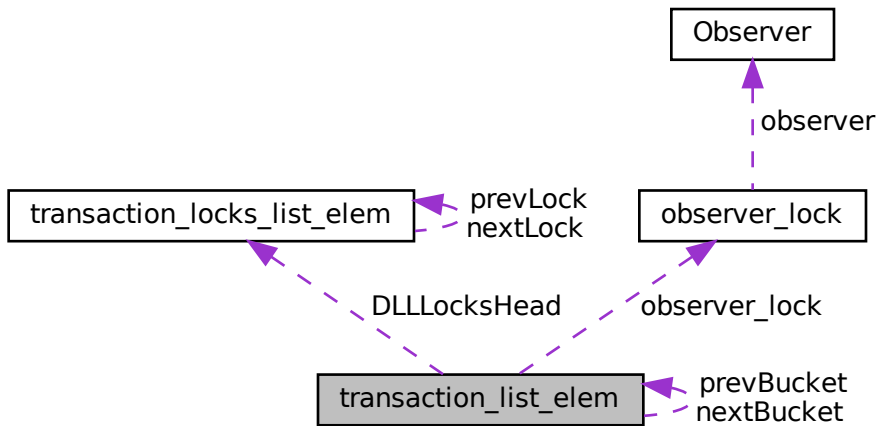 Observer
observer
transaction_locks_list_elem
prevLock
nextLock
observer_lock
DLLLocksHead
observer_lock
transaction_list_elem
prevBucket
nextBucket